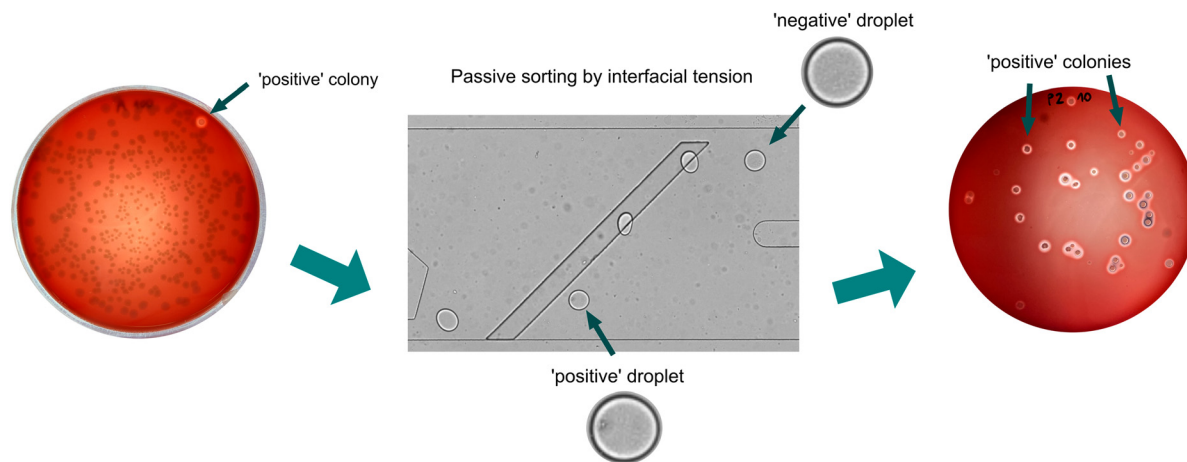 'negative' droplet
'positive' colony
Passive sorting by interfacial tension
'positive' colonies
P2 10
'positive' droplet